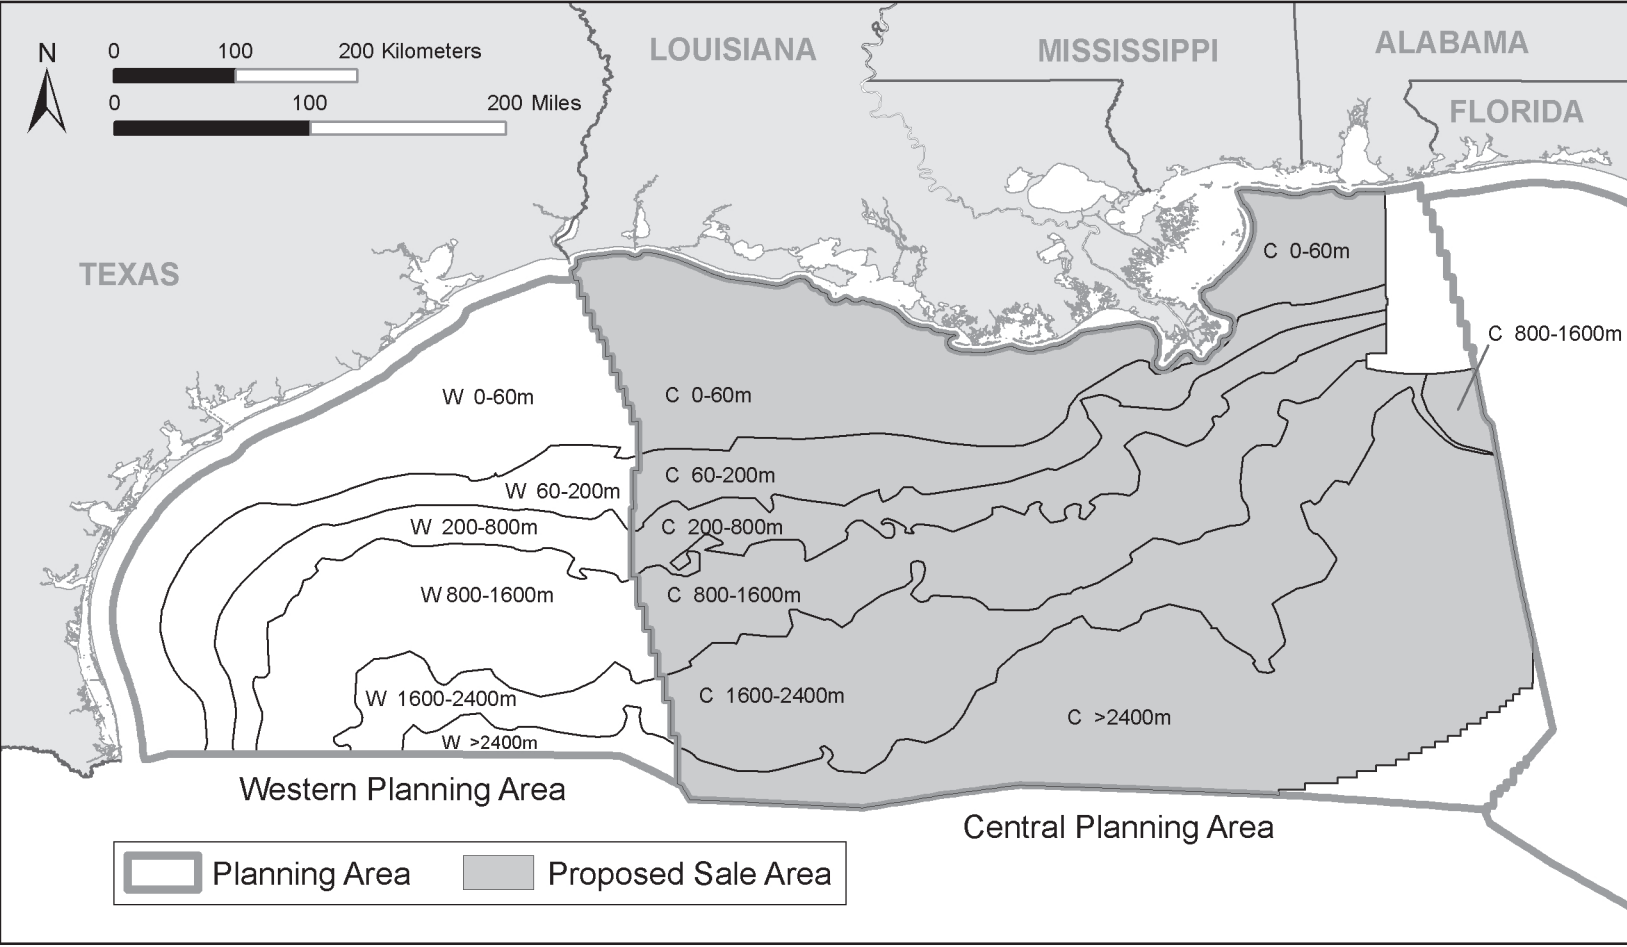 N
0 100 200 Kilometers
0 100 200 Miles
LOUISIANA
MISSISSIPPI
ALABAMA
FLORIDA
TEXAS
C 0-60m
C 800-1600m
W 0-60m
C 0-60m
W 60-200m
C 60-200m
W 200-800m
C 200-800m
W 800-1600m
C 800-1600m
W 1600-2400m
C 1600-2400m
W >2400m
C >2400m
Western Planning Area
Central Planning Area
Planning Area
Proposed Sale Area